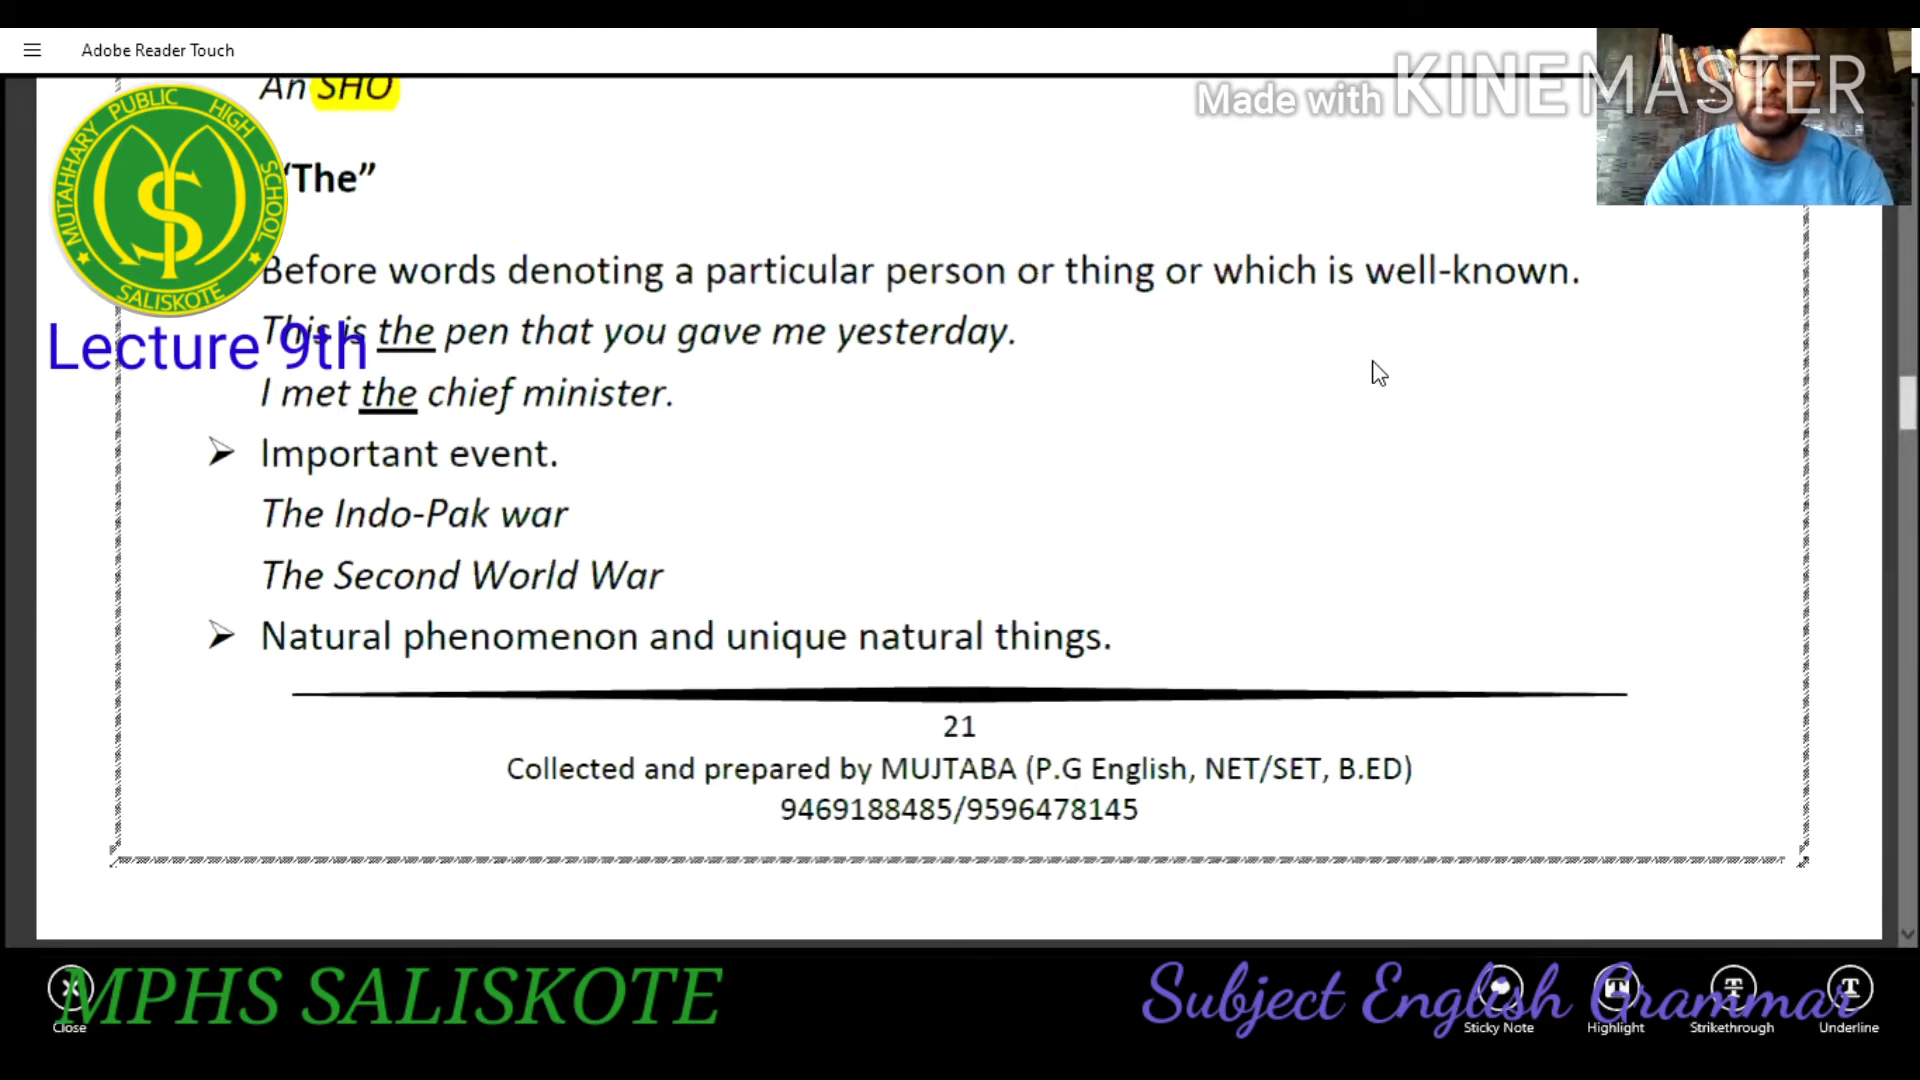 Adobe Reader Touch
Made with KINEMASTER
An SHO
MUTAHHARY PUBLIC HIGH SCHOOL
SALISKOTE
"The"
Before words denoting a particular person or thing or which is well-known.
This is the pen that you gave me yesterday.
Lecture 9th
I met the chief minister.
➢ Important event.
The Indo-Pak war
The Second World War
➢ Natural phenomenon and unique natural things.
21
Collected and prepared by MUJTABA (P.G English, NET/SET, B.ED)
9469188485/9596478145
MPHS SALISKOTE
Subject English Grammar
Close
Sticky Note
Highlight
Strikethrough
Underline